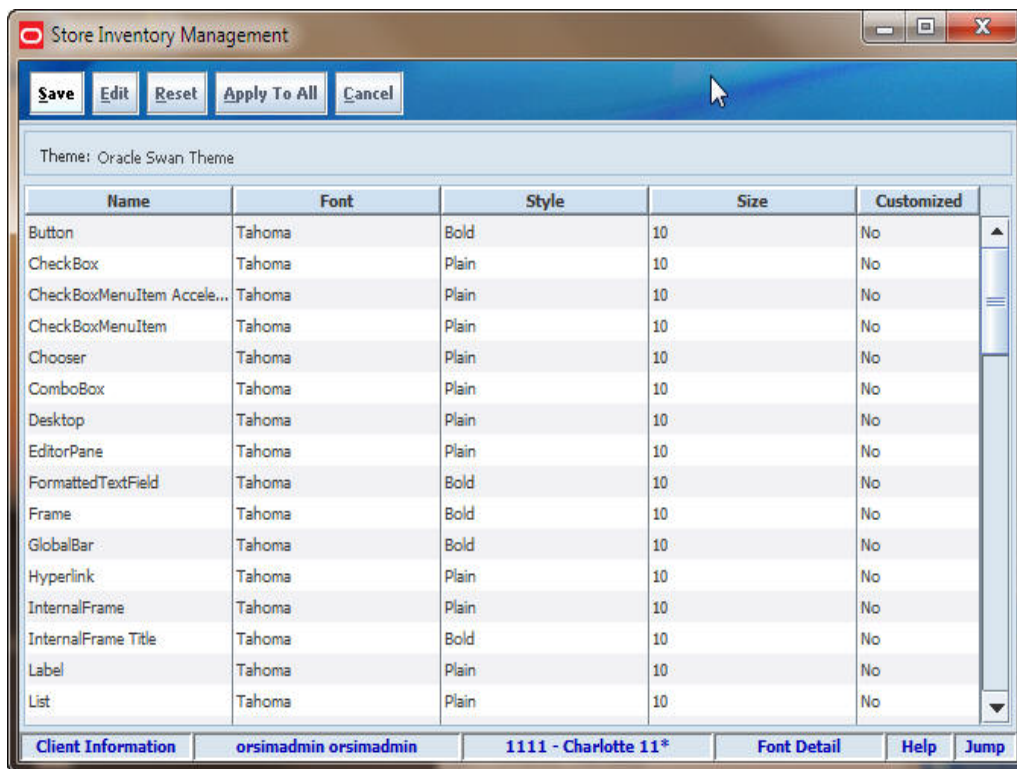 Store Inventory Management
Save Edit Reset Apply To All Cancel
Theme: Oracle Swan Theme
Name Font Style Size Customized
Button Tahoma Bold 10 No
CheckBox Tahoma Plain 10 No
CheckBoxMenuItem Accele... Tahoma Plain 10 No
CheckBoxMenuItem Tahoma Plain 10 No
Chooser Tahoma Plain 10 No
ComboBox Tahoma Plain 10 No
Desktop Tahoma Plain 10 No
EditorPane Tahoma Plain 10 No
FormattedTextField Tahoma Bold 10 No
Frame Tahoma Bold 10 No
GlobalBar Tahoma Bold 10 No
Hyperlink Tahoma Plain 10 No
InternalFrame Tahoma Plain 10 No
InternalFrame Title Tahoma Bold 10 No
Label Tahoma Plain 10 No
List Tahoma Plain 10 No
Client Information orsimadmin orsimadmin 1111 - Charlotte 11* Font Detail Help Jump